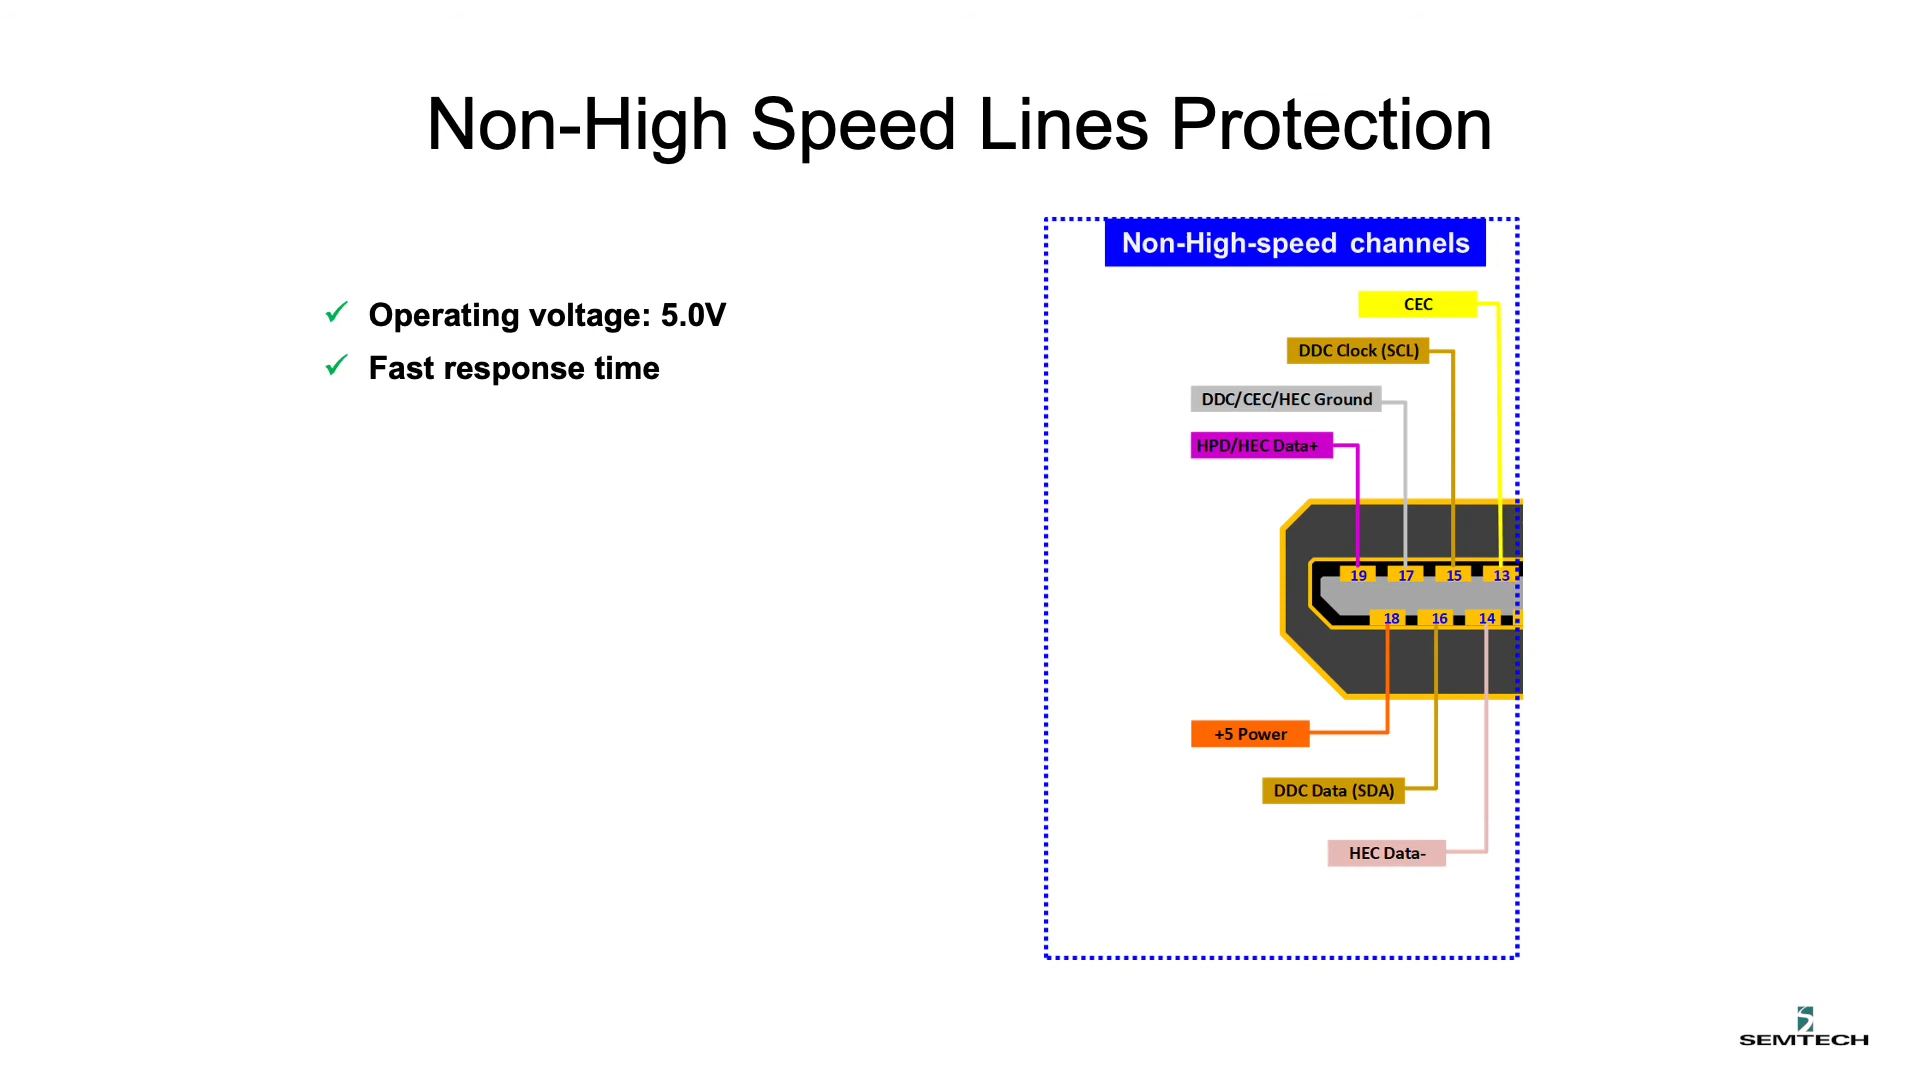 Non-High Speed Lines Protection
Operating voltage: 5.0V
Fast response time
Non-High-speed channels
CEC
DDC Clock (SCL)
DDC/CEC/HEC Ground
HPD/HEC Data+
19 17 15 13
18 16 14
+5 Power
DDC Data (SDA)
HEC Data-
SEMTECH